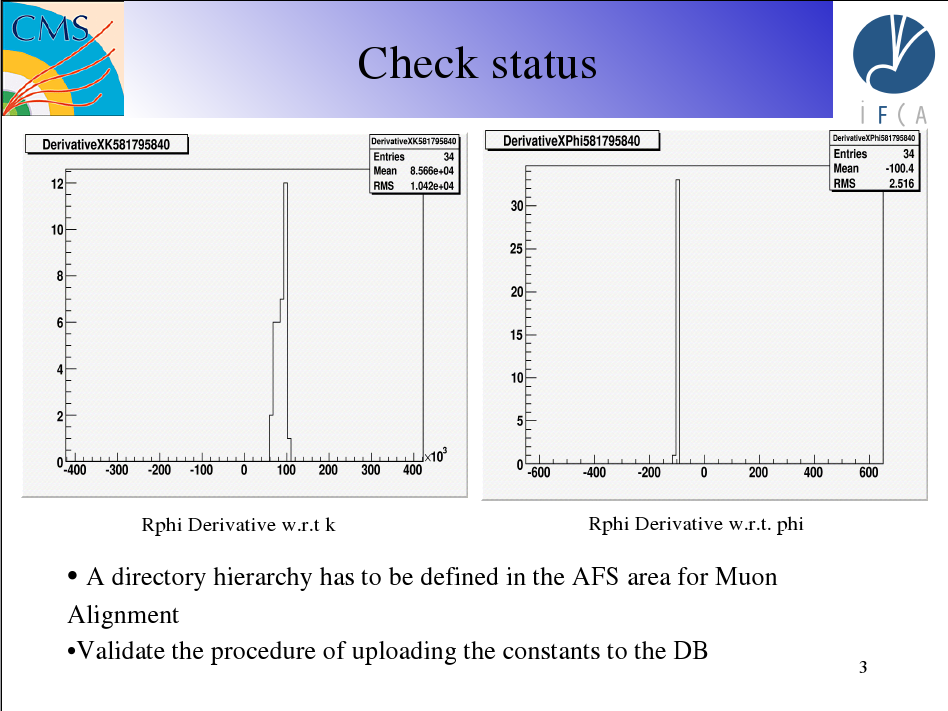 CMS
Check status
iFCA
DerivativeXK581795840
DerivativeXK581795840
Entries 34
Mean 8.566e+04
RMS 1.042e+04
12
10
8
6
4
2
0
-400 -300 -200 -100 0 100 200 300 400
×10³
DerivativeXPhi581795840
DerivativeXPhi581795840
Entries 34
Mean -100.4
RMS 2.516
30
25
20
15
10
5
0
-600 -400 -200 0 200 400 600
Rphi Derivative w.r.t k
Rphi Derivative w.r.t. phi
• A directory hierarchy has to be defined in the AFS area for Muon
Alignment
•Validate the procedure of uploading the constants to the DB
3